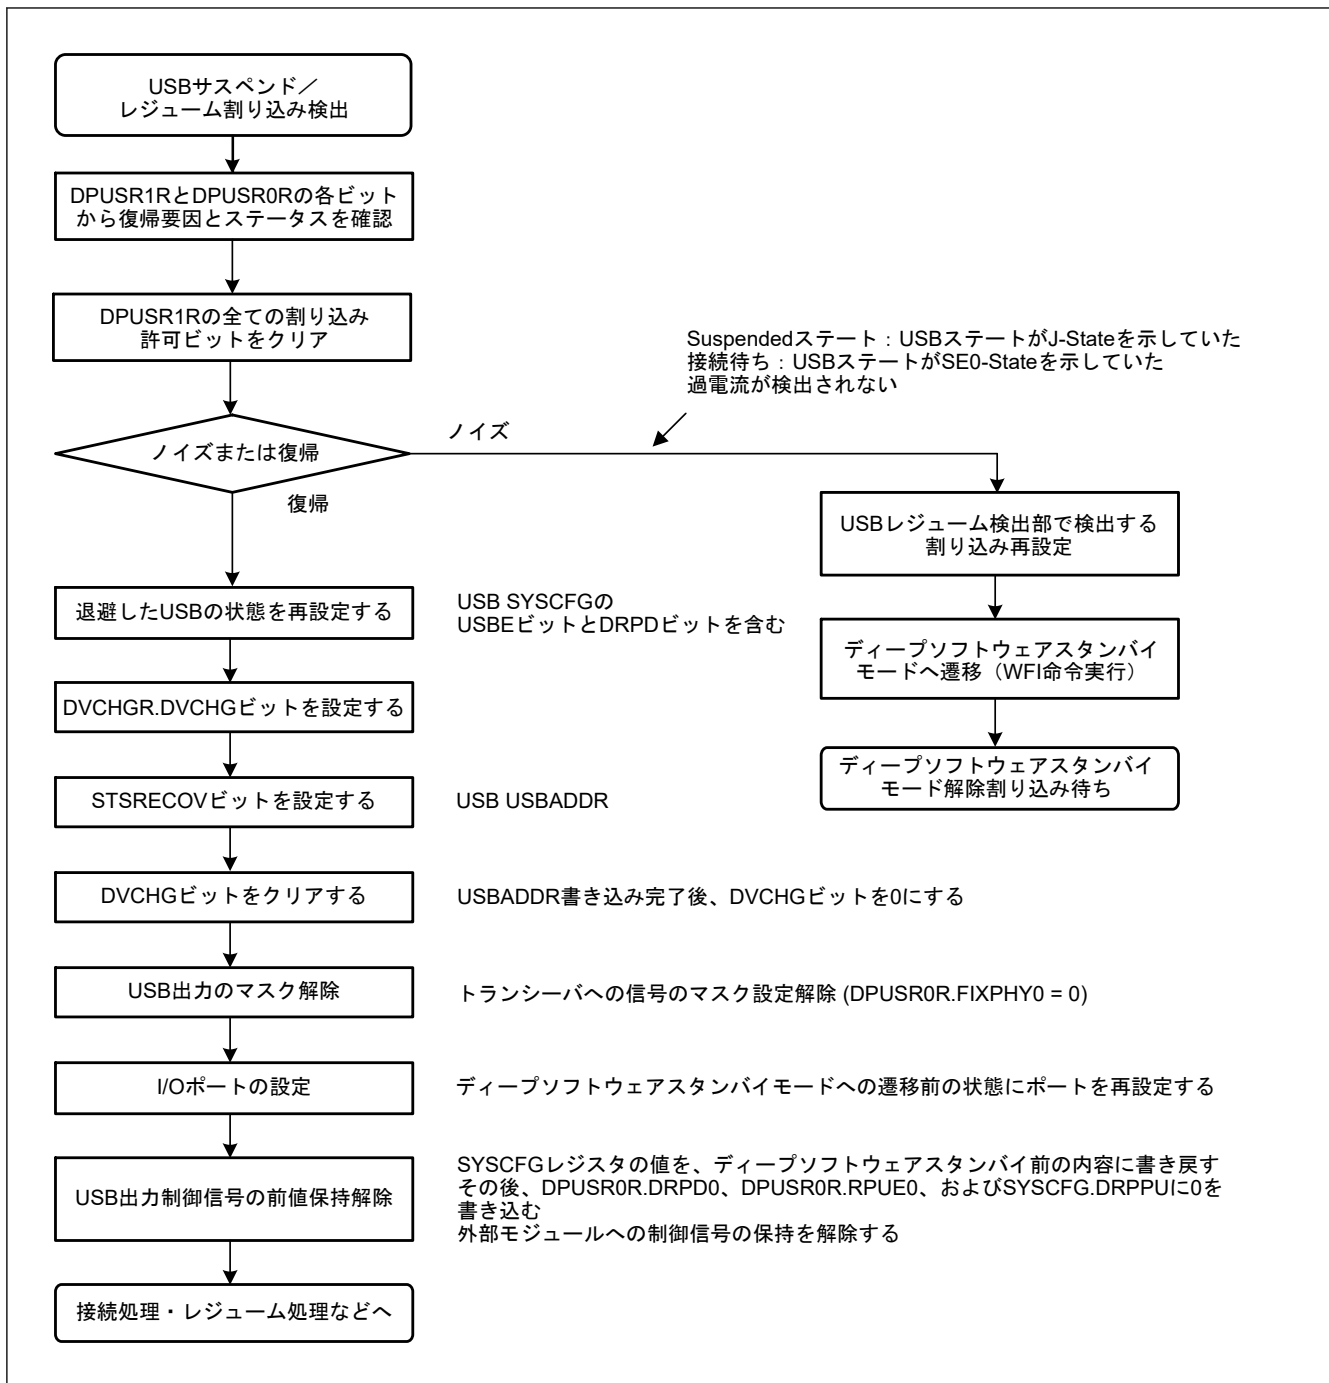 USBサスペンド／
レジューム割り込み検出
DPUSR1RとDPUSR0Rの各ビット
から復帰要因とステータスを確認
DPUSR1Rの全ての割り込み
許可ビットをクリア
Suspendedステート：USBステートがJ-Stateを示していた
接続待ち：USBステートがSE0-Stateを示していた
過電流が検出されない
ノイズまたは復帰
ノイズ
復帰
USBレジューム検出部で検出する
割り込み再設定
ディープソフトウェアスタンバイ
モードへ遷移（WFI命令実行）
ディープソフトウェアスタンバイ
モード解除割り込み待ち
退避したUSBの状態を再設定する
USB SYSCFGの
USBEビットとDRPDビットを含む
DVCHGR.DVCHGビットを設定する
STSRECOVビットを設定する
USB USBADDR
DVCHGビットをクリアする
USBADDR書き込み完了後、DVCHGビットを0にする
USB出力のマスク解除
トランシーバへの信号のマスク設定解除 (DPUSR0R.FIXPHY0 = 0)
I/Oポートの設定
ディープソフトウェアスタンバイモードへの遷移前の状態にポートを再設定する
USB出力制御信号の前値保持解除
SYSCFGレジスタの値を、ディープソフトウェアスタンバイ前の内容に書き戻す
その後、DPUSR0R.DRPD0、DPUSR0R.RPUE0、およびSYSCFG.DRPPUに0を
書き込む
外部モジュールへの制御信号の保持を解除する
接続処理・レジューム処理などへ